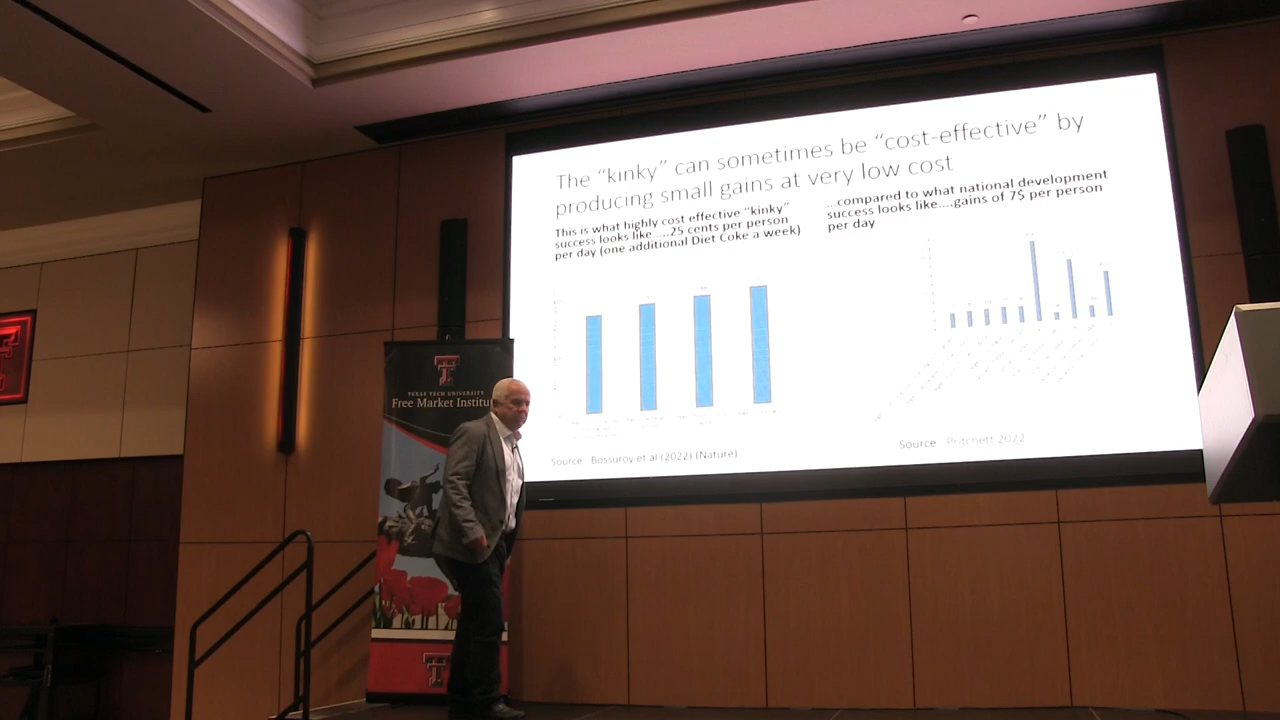 The “kinky” can sometimes be “cost-effective” by
producing small gains at very low cost
This is what highly cost effective “kinky”
success looks like.....25 cents per person
per day (one additional Diet Coke a week)
...compared to what national development
success looks like....gains of 7$ per person
per day
Source: Bossuroy et al (2022) (Nature)
Source: Pritchett 2022
TEXAS TECH UNIVERSITY
Free Market Institu